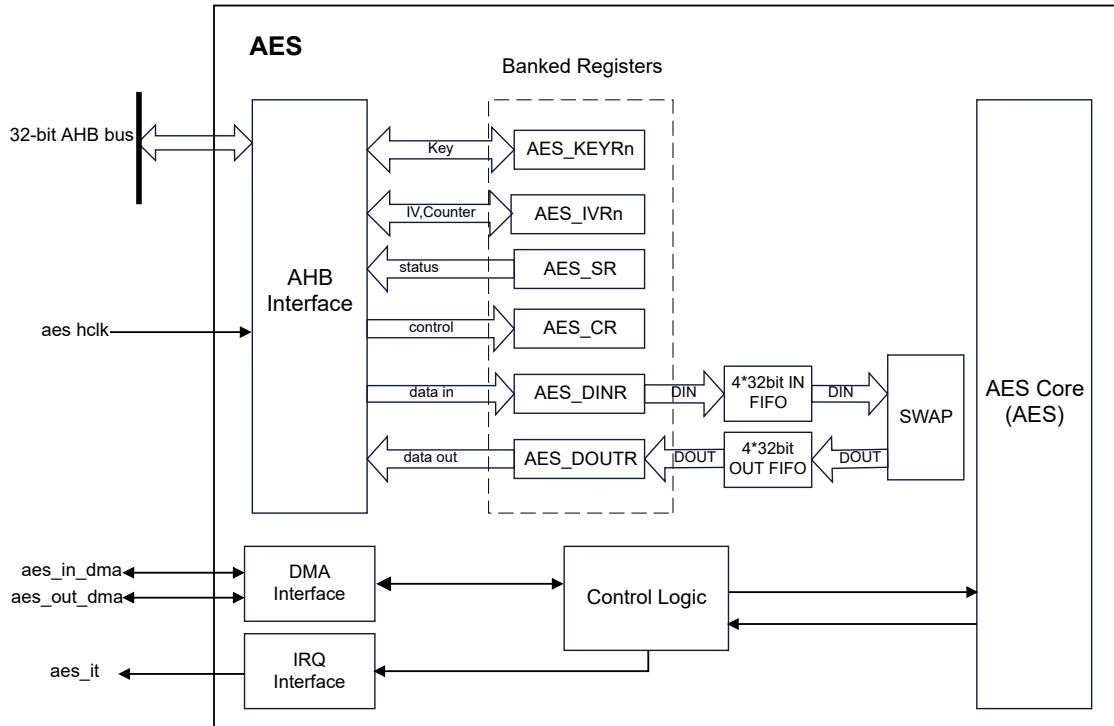 AES
Banked Registers
32-bit AHB bus
Key
AES_KEYRn
IV,Counter
AES_IVRn
AHB
Interface
status
AES_SR
aes hclk
control
AES_CR
data in
AES_DINR
DIN
4*32bit IN
FIFO
DIN
SWAP
AES Core
(AES)
data out
AES_DOUTR
DOUT
4*32bit
OUT FIFO
DOUT
aes_in_dma
aes_out_dma
DMA
Interface
Control Logic
aes_it
IRQ
Interface